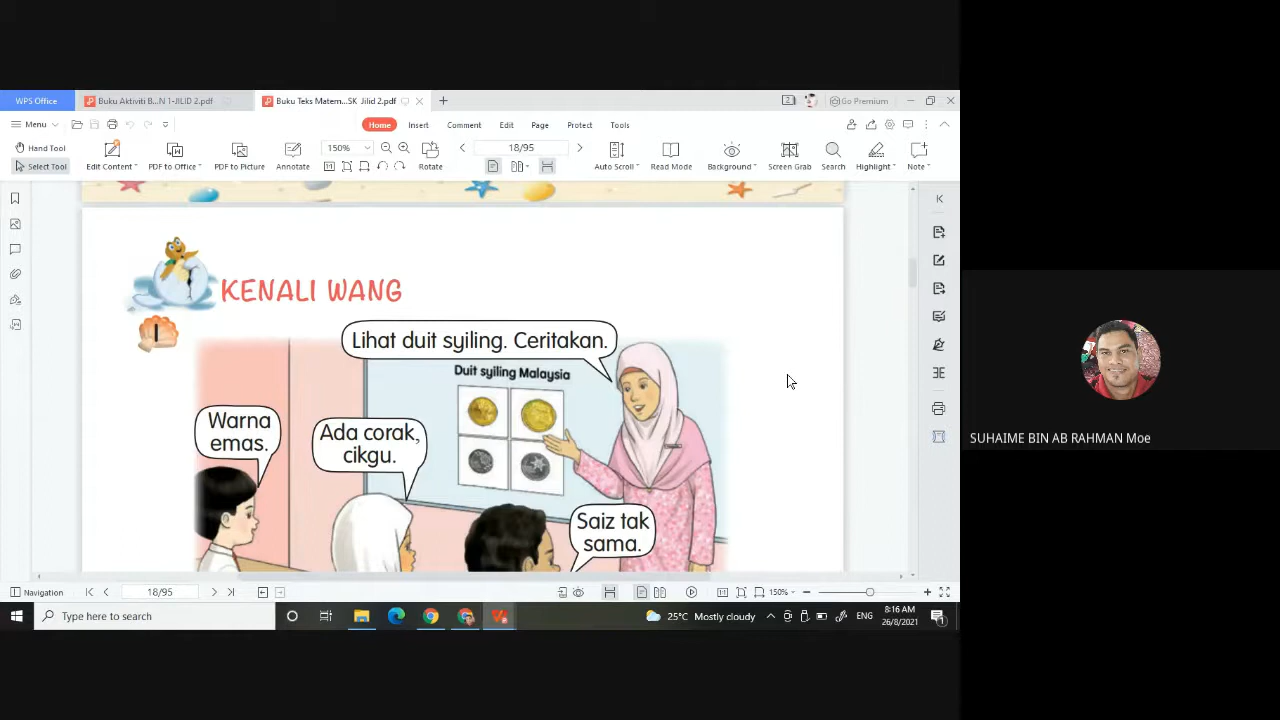 WPS Office
Buku Aktiviti B...N 1-JILID 2.pdf
Buku Teks Matem...SK Jilid 2.pdf
2
Go Premium
Menu
Home
Insert
Comment
Edit
Page
Protect
Tools
Hand Tool
Select Tool
Edit Content
PDF to Office
PDF to Picture
Annotate
150%
Rotate
18/95
Auto Scroll
Read Mode
Background
Screen Grab
Search
Highlight
Note
KENALI WANG
1
Lihat duit syiling. Ceritakan.
Duit syiling Malaysia
Warna
emas.
Ada corak,
cikgu.
Saiz tak
sama.
SUHAIME BIN AB RAHMAN Moe
Navigation
18/95
150%
Type here to search
25°C Mostly cloudy
ENG
8:16 AM
26/8/2021
1